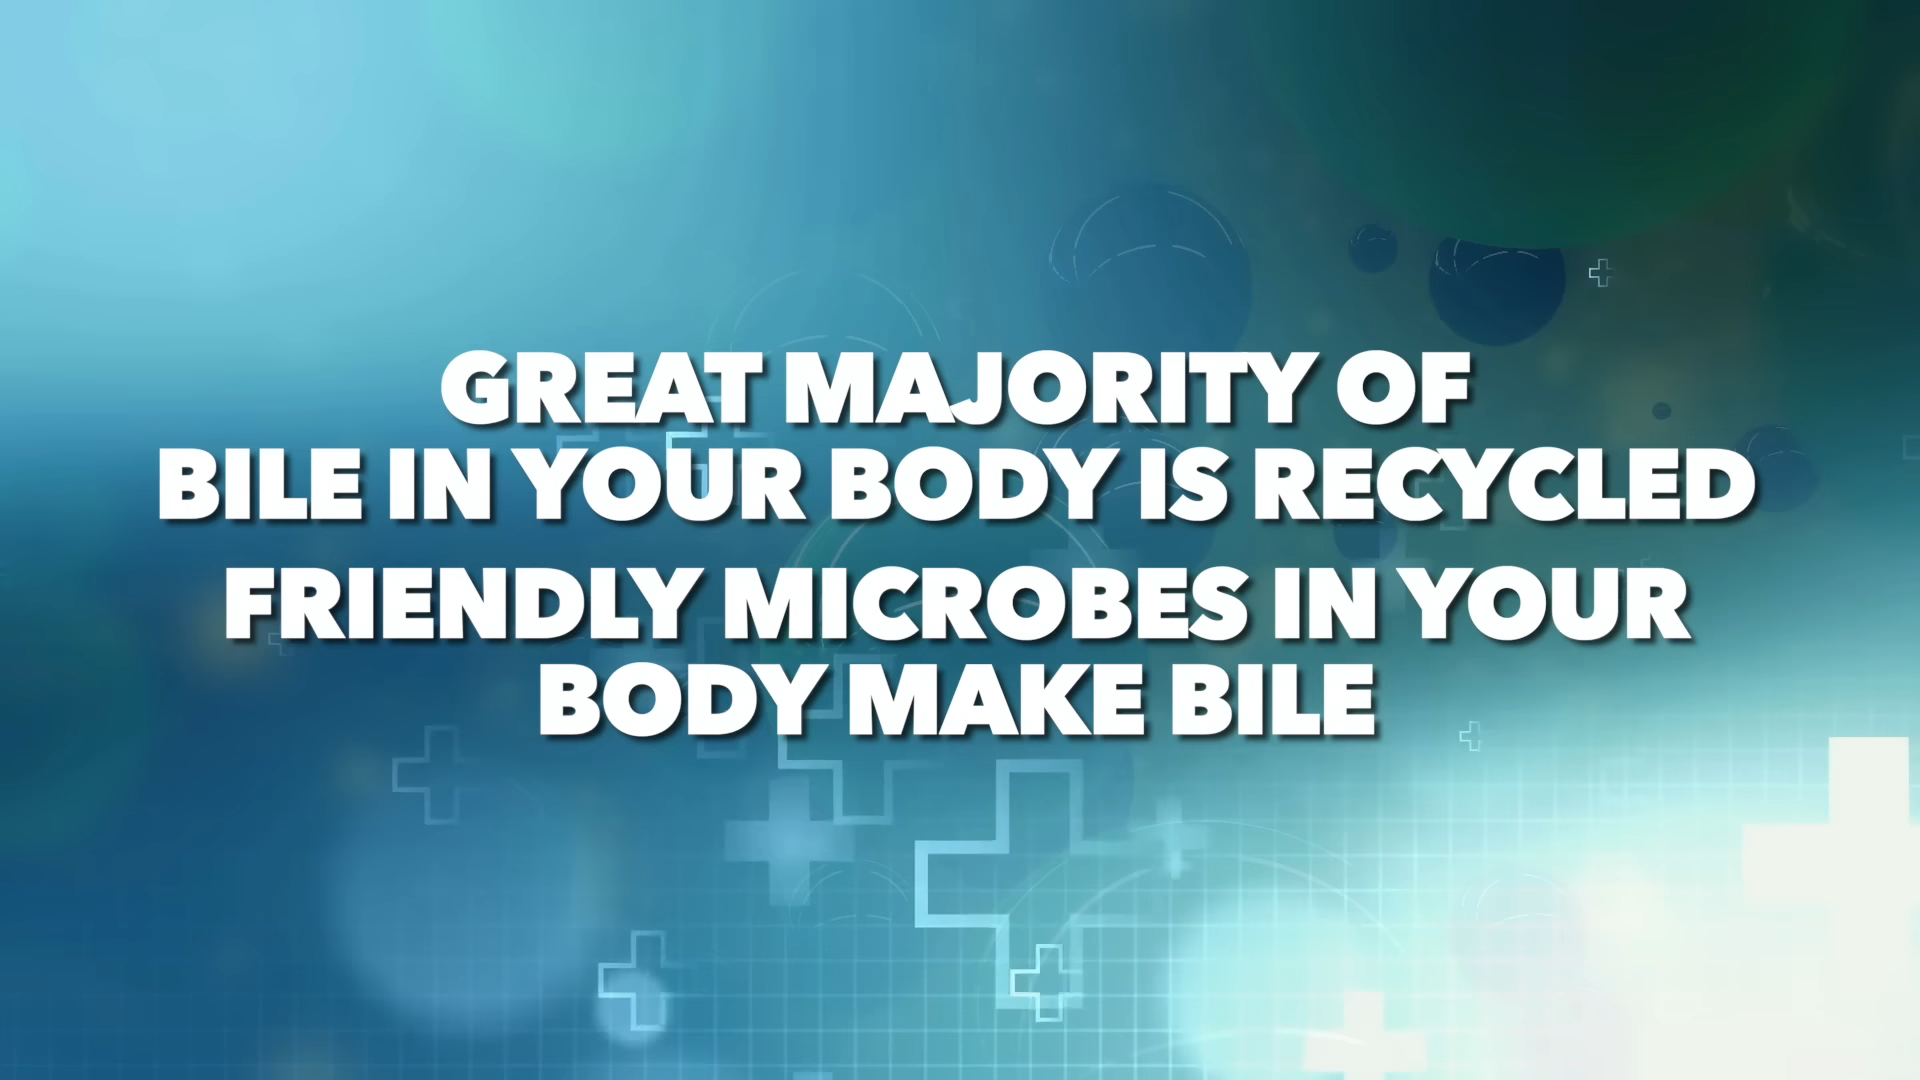 GREAT MAJORITY OF
BILE IN YOUR BODY IS RECYCLED
FRIENDLY MICROBES IN YOUR
BODY MAKE BILE